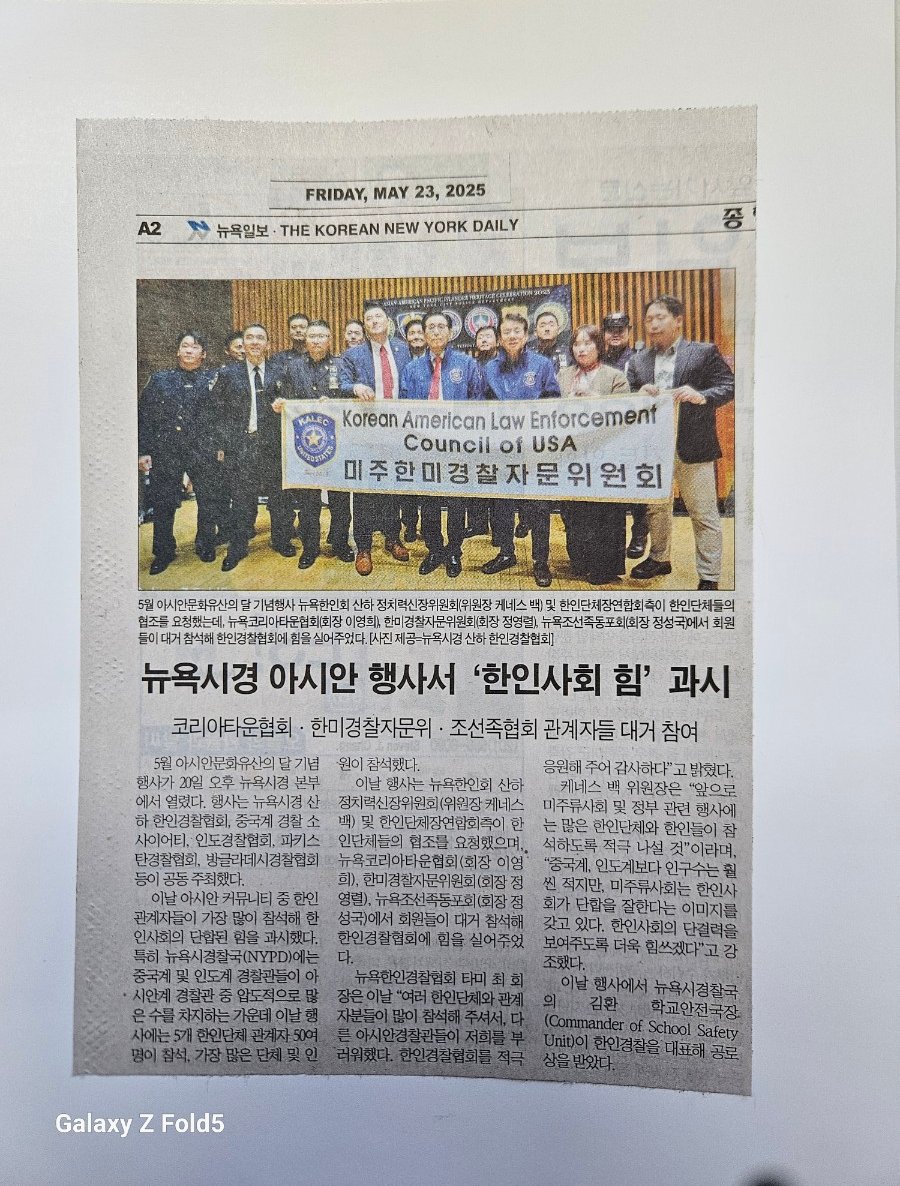 FRIDAY, MAY 23, 2025
A2 뉴욕일보 · THE KOREAN NEW YORK DAILY 종
ASIAN AMERICAN PACIFIC ISLANDER HERITAGE CELEBRATION 2025
NEW YORK CITY POLICE DEPARTMENT
KALEC
UNITED STATES
Korean American Law Enforcement
Council of USA
미주한미경찰자문위원회
5월 아시안문화유산의 달 기념행사 뉴욕한인회 산하 정치력신장위원회(위원장 케네스 백) 및 한인단체장연합회측이 한인단체들의
협조를 요청했는데, 뉴욕코리아타운협회(회장 이영희), 한미경찰자문위원회(회장 정영렬), 뉴욕조선족동포회(회장 정성국)에서 회원
들이 대거 참석해 한인경찰협회에 힘을 실어주었다. [사진 제공=뉴욕시경 산하 한인경찰협회]
뉴욕시경 아시안 행사서 ‘한인사회 힘’ 과시
코리아타운협회 · 한미경찰자문위 · 조선족협회 관계자들 대거 참여
5월 아시안문화유산의 달 기념
행사가 20일 오후 뉴욕시경 본부
에서 열렸다. 행사는 뉴욕시경 산
하 한인경찰협회, 중국계 경찰 소
사이어티, 인도경찰협회, 파키스
탄경찰협회, 방글라데시경찰협회
등이 공동 주최했다.
이날 아시안 커뮤니티 중 한인
관계자들이 가장 많이 참석해 한
인사회의 단합된 힘을 과시했다.
특히 뉴욕시경찰국(NYPD)에는
중국계 및 인도계 경찰관들이 아
시안계 경찰관 중 압도적으로 많
은 수를 차지하는 가운데 이날 행
사에는 5개 한인단체 관계자 50여
명이 참석, 가장 많은 단체 및 인
원이 참석했다.
이날 행사는 뉴욕한인회 산하
정치력신장위원회(위원장 케네스
백) 및 한인단체장연합회측이 한
인단체들의 협조를 요청했으며,
뉴욕코리아타운협회(회장 이영
희), 한미경찰자문위원회(회장 정
영렬), 뉴욕조선족동포회(회장 정
성국)에서 회원들이 대거 참석해
한인경찰협회에 힘을 실어주었
다.
뉴욕한인경찰협회 타미 최 회
장은 이날 “여러 한인단체와 관계
자분들이 많이 참석해 주셔서, 다
른 아시안경찰관들이 저희를 부
러워했다. 한인경찰협회를 적극
응원해 주어 감사하다”고 밝혔다.
케네스 백 위원장은 “앞으로
미주류사회 및 정부 관련 행사에
는 많은 한인단체와 한인들이 참
석하도록 적극 나설 것”이라며,
“중국계, 인도계보다 인구수는 훨
씬 적지만, 미주류사회는 한인사
회가 단합을 잘한다는 이미지를
갖고 있다. 한인사회의 단결력을
보여주도록 더욱 힘쓰겠다”고 강
조했다.
이날 행사에서 뉴욕시경찰국
의 김환 학교안전국장
(Commander of School Safety
Unit)이 한인경찰을 대표해 공로
상을 받았다.
Galaxy Z Fold5